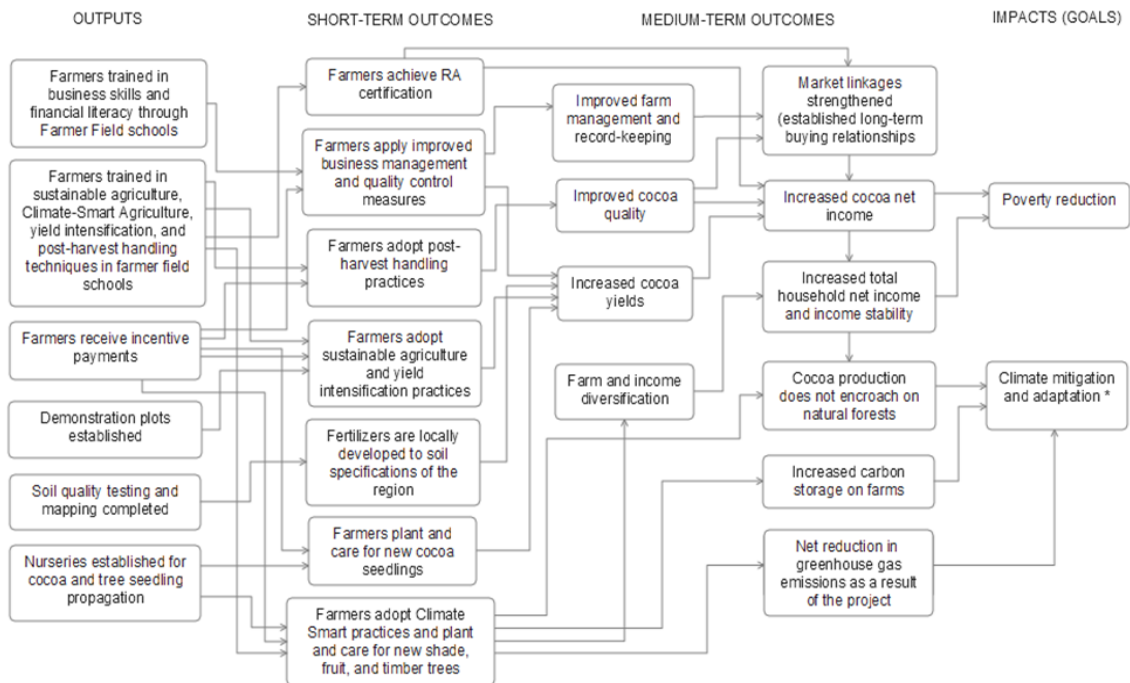 OUTPUTS
SHORT-TERM OUTCOMES
MEDIUM-TERM OUTCOMES
IMPACTS (GOALS)
Farmers trained in
business skills and
financial literacy through
Farmer Field schools
Farmers trained in
sustainable agriculture,
Climate-Smart Agriculture,
yield intensification, and
post-harvest handling
techniques in farmer field
schools
Farmers receive incentive
payments
Demonstration plots
established
Soil quality testing and
mapping completed
Nurseries established for
cocoa and tree seedling
propagation
Farmers achieve RA
certification
Farmers apply improved
business management
and quality control
measures
Farmers adopt post-
harvest handling
practices
Farmers adopt
sustainable agriculture
and yield
intensification practices
Fertilizers are locally
developed to soil
specifications of the
region
Farmers plant and
care for new cocoa
seedlings
Farmers adopt Climate
Smart practices and plant
and care for new shade,
fruit, and timber trees
Improved farm
management and
record-keeping
Improved cocoa
quality
Increased cocoa
yields
Farm and income
diversification
Market linkages
strengthened
(established long-term
buying relationships
Increased cocoa net
income
Increased total
household net income
and income stability
Cocoa production
does not encroach on
natural forests
Increased carbon
storage on farms
Net reduction in
greenhouse gas
emissions as a result
of the project
Poverty reduction
Climate mitigation
and adaptation *